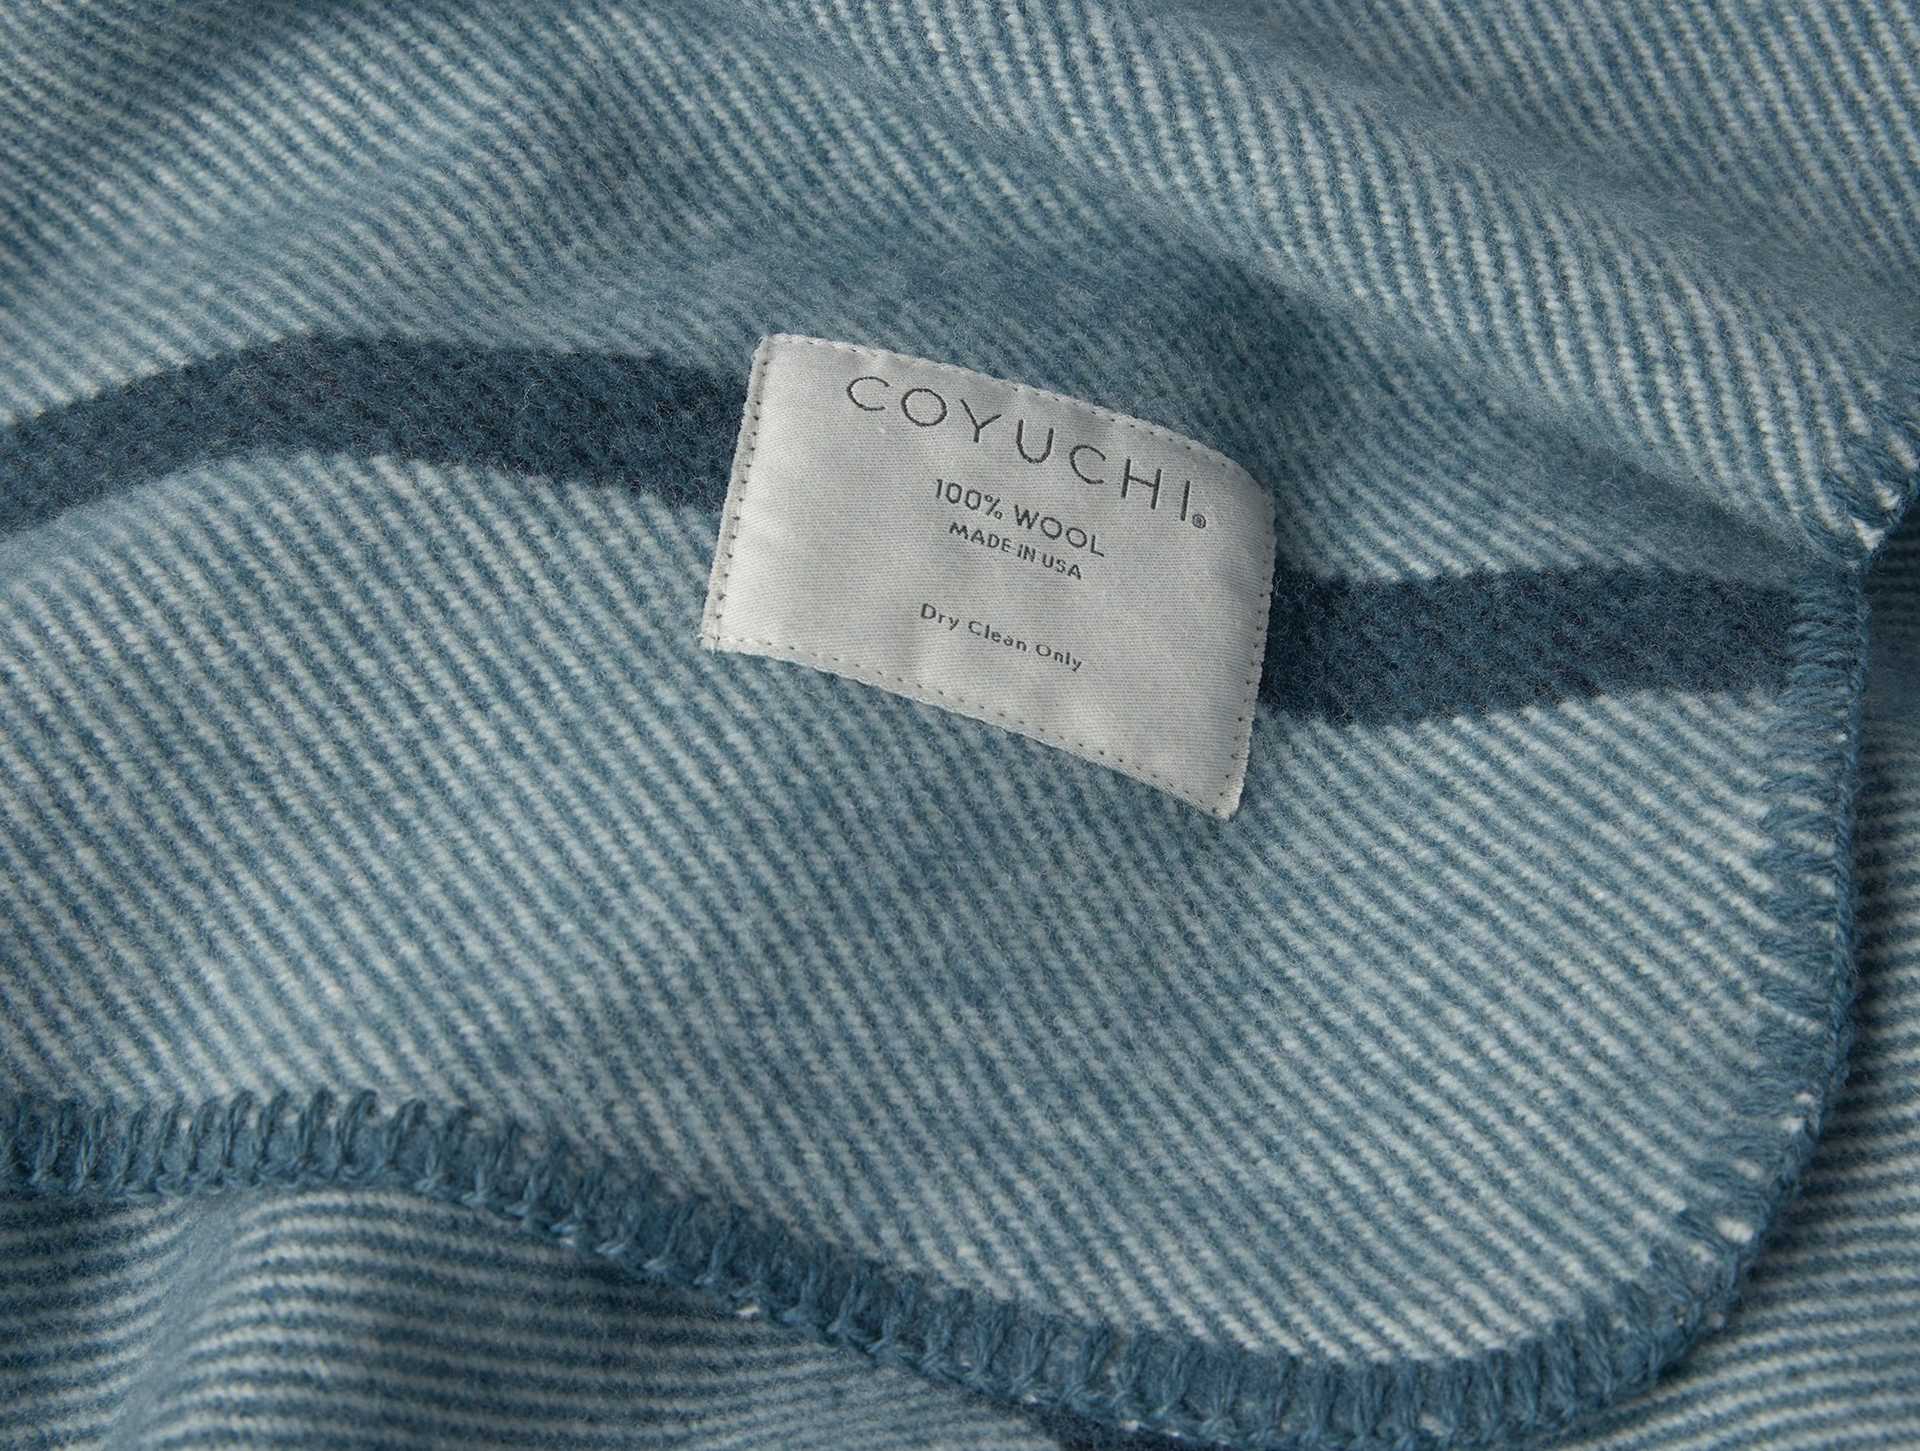 COYUCHI®
100% WOOL
MADE IN USA
Dry Clean Only